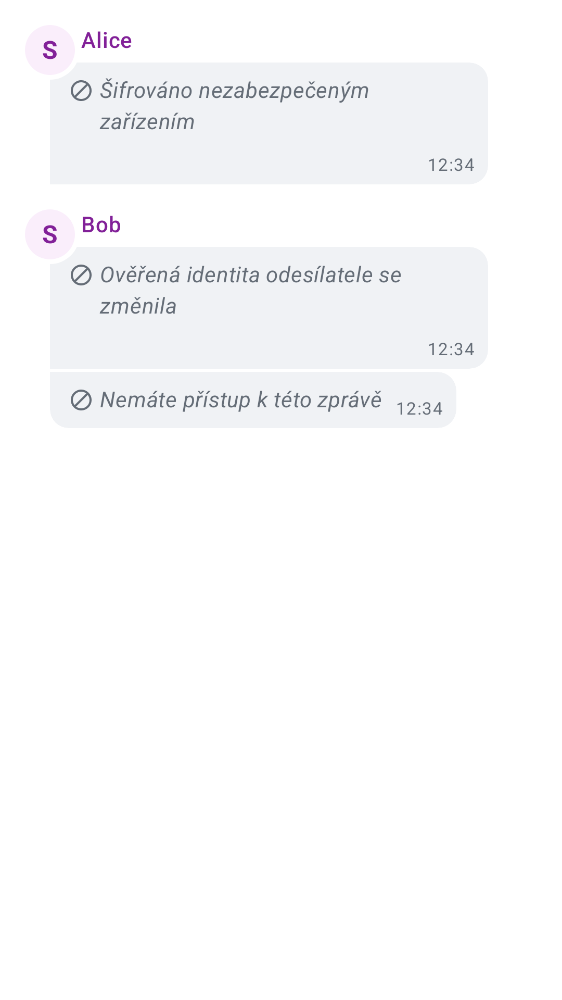 S
Alice
Šifrováno nezabezpečeným
zařízením
12:34
S
Bob
Ověřená identita odesílatele se
změnila
12:34
Nemáte přístup k této zprávě 12:34